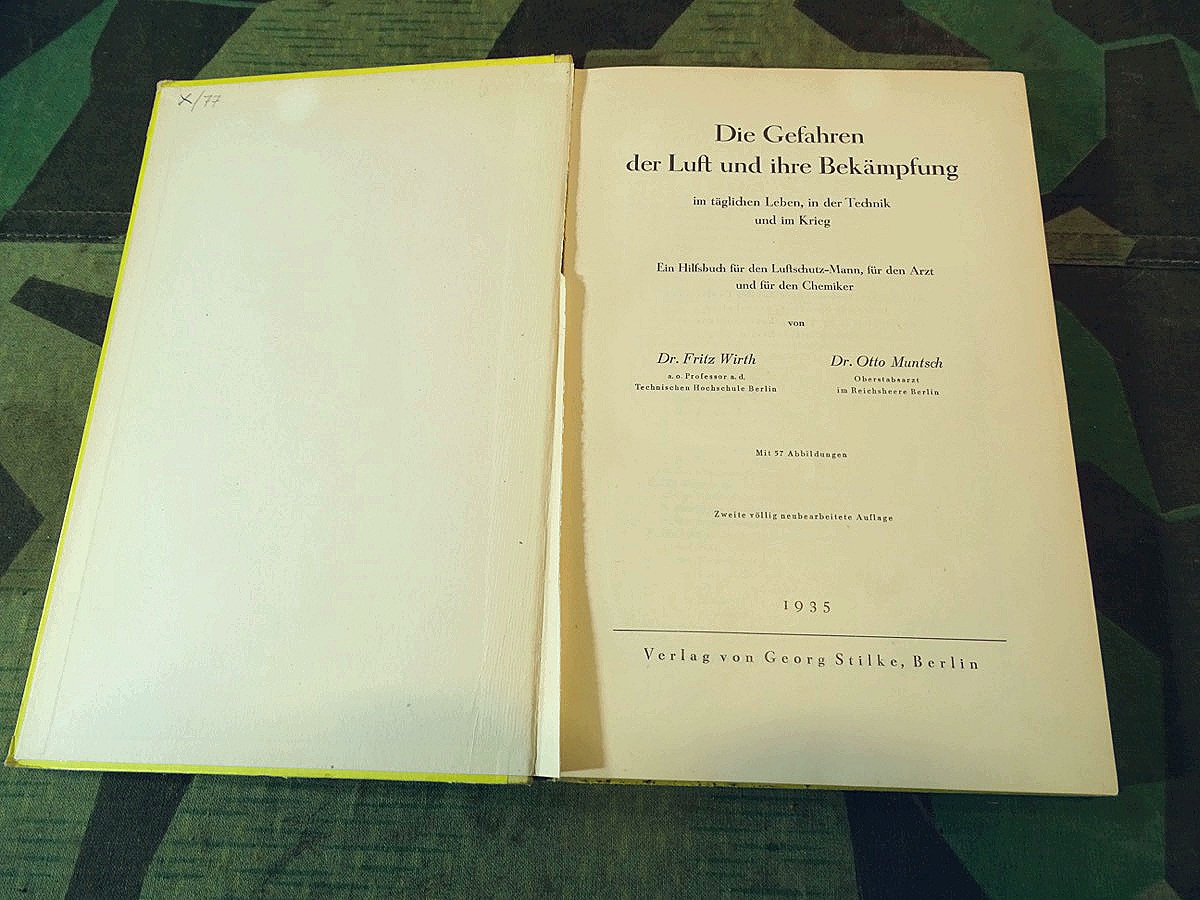 X/77
Die Gefahren
der Luft und ihre Bekämpfung
im täglichen Leben, in der Technik
und im Krieg
Ein Hilfsbuch für den Luftschutz-Mann, für den Arzt
und für den Chemiker
von
Dr. Fritz Wirth
a. o. Professor a. d.
Technischen Hochschule Berlin
Dr. Otto Muntsch
Oberstabsarzt
im Reichsheere Berlin
Mit 57 Abbildungen
Zweite völlig neubearbeitete Auflage
1935
Verlag von Georg Stilke, Berlin